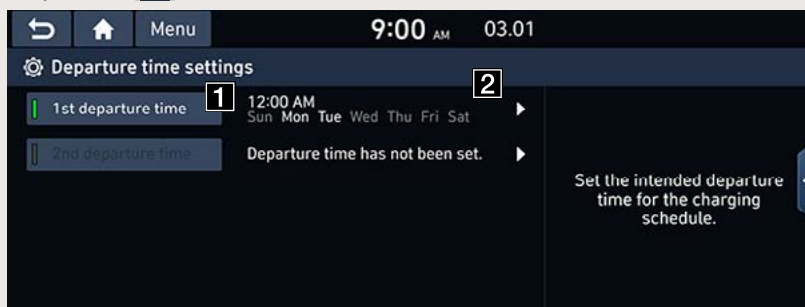 Menu
9:00 AM
03.01
Departure time settings
1st departure time
1
12:00 AM
2
Sun Mon Tue Wed Thu Fri Sat
2nd departure time
Departure time has not been set.
Set the intended departure
time for the charging
schedule.